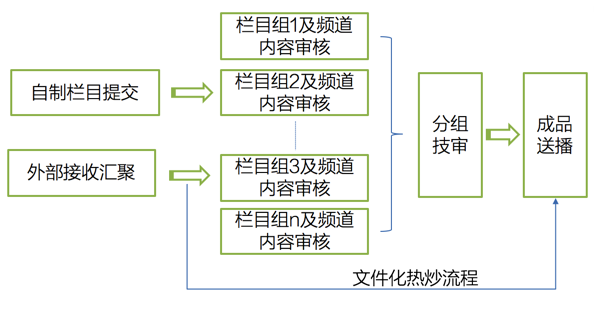 栏目组1及频道
内容审核
自制栏目提交
栏目组2及频道
内容审核
分组
技审
成品
送播
外部接收汇聚
栏目组3及频道
内容审核
栏目组n及频道
内容审核
文件化热炒流程